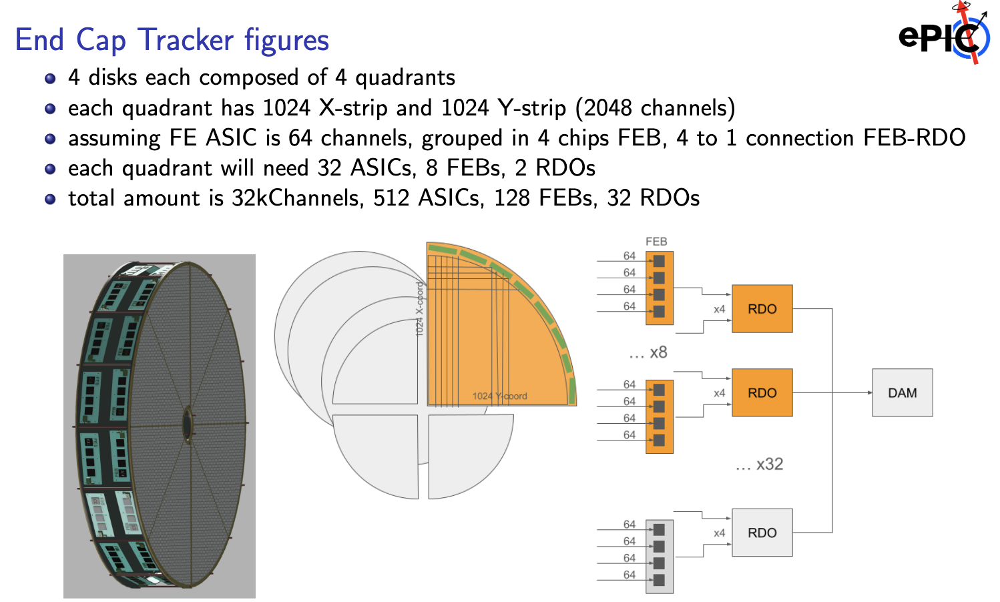 End Cap Tracker figures
ePIC
4 disks each composed of 4 quadrants
each quadrant has 1024 X-strip and 1024 Y-strip (2048 channels)
assuming FE ASIC is 64 channels, grouped in 4 chips FEB, 4 to 1 connection FEB-RDO
each quadrant will need 32 ASICs, 8 FEBs, 2 RDOs
total amount is 32kChannels, 512 ASICs, 128 FEBs, 32 RDOs
1024 X-coord
1024 Y-coord
FEB
64
64
64
64
x4
RDO
... x8
64
64
64
64
x4
RDO
DAM
... x32
64
64
64
64
x4
RDO